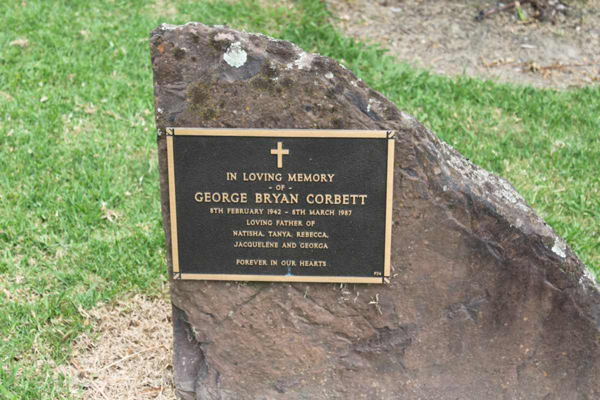 IN LOVING MEMORY
- OF -
GEORGE BRYAN CORBETT
8TH FEBRUARY 1942 - 8TH MARCH 1987
LOVING FATHER OF
NATISHA, TANYA, REBECCA,
JACQUELENE AND GEORGA
FOREVER IN OUR HEARTS